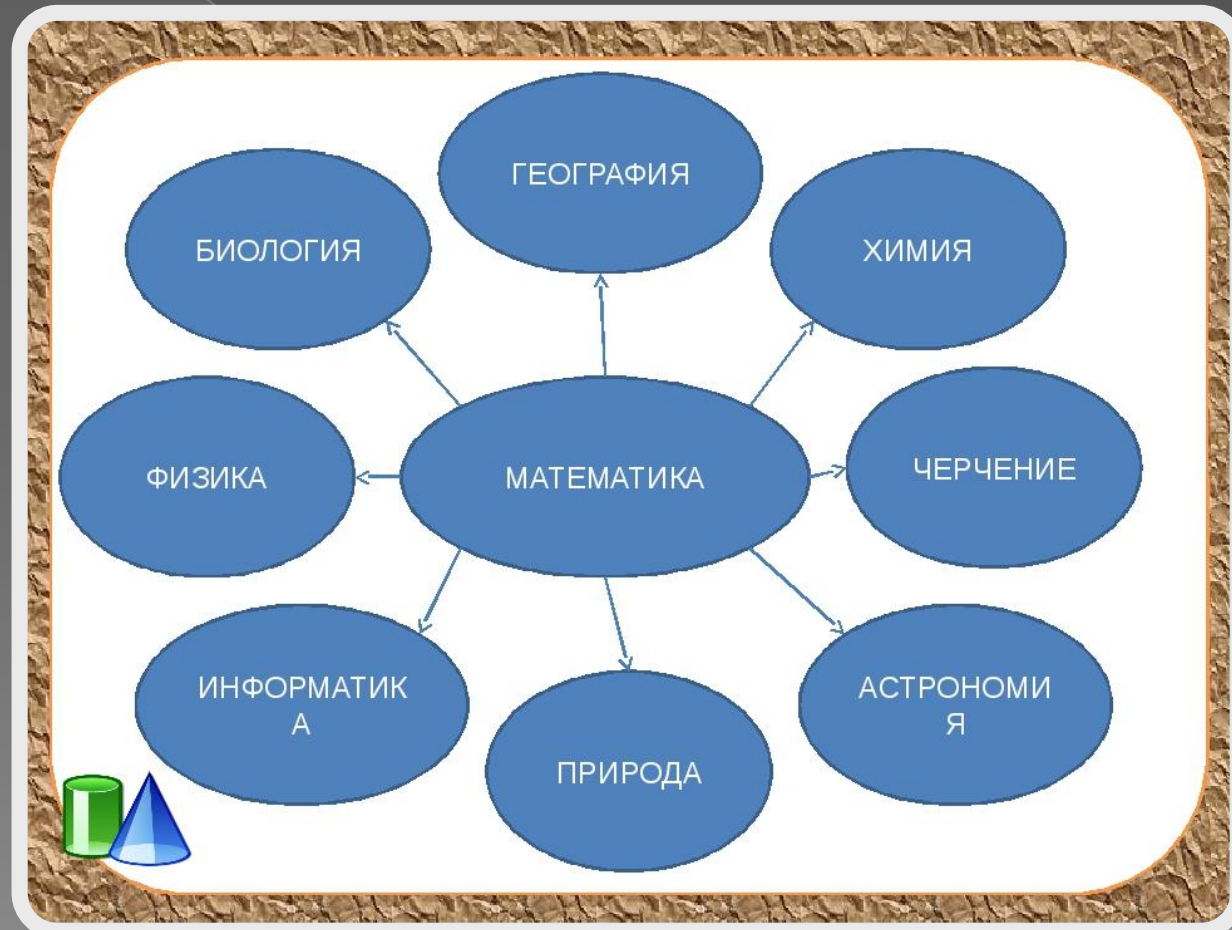 ГЕОГРАФИЯ
БИОЛОГИЯ
ХИМИЯ
ФИЗИКА
МАТЕМАТИКА
ЧЕРЧЕНИЕ
ИНФОРМАТИК
А
АСТРОНОМИ
Я
ПРИРОДА